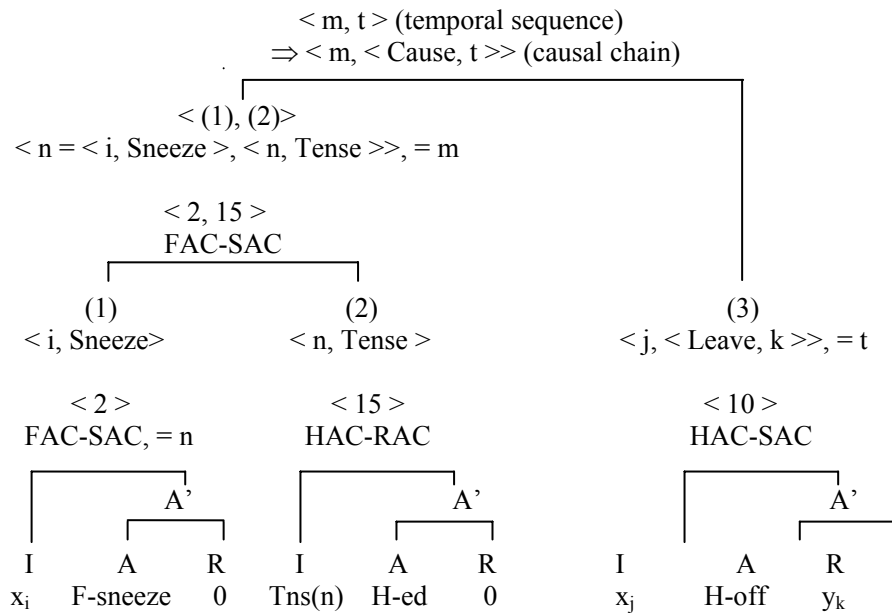 < m, t > (temporal sequence)
⇒ < m, < Cause, t >> (causal chain)
< (1), (2)>
< n = < i, Sneeze >, < n, Tense >>, = m
< 2, 15 >
FAC-SAC
(1) (2) (3)
< i, Sneeze> < n, Tense > < j, < Leave, k >>, = t
< 2 > < 15 > < 10 >
FAC-SAC, = n HAC-RAC HAC-SAC
A’ A’ A’
I A R I A R I A R
xi F-sneeze 0 Tns(n) H-ed 0 xj H-off yk